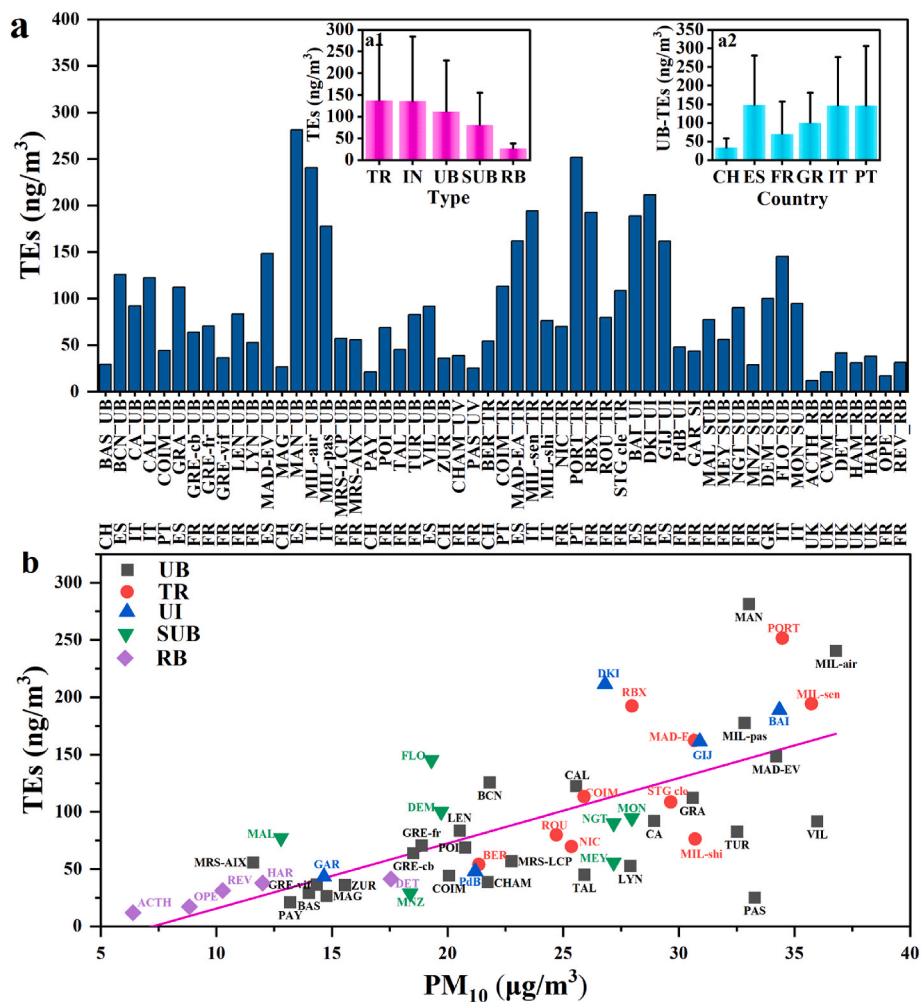 a
400
350
300
250
200
150
100
50
0
TEs (ng/m³)
a1
300
250
200
150
100
50
0
TEs (ng/m³)
TR IN UB SUB RB
Type
a2
350
300
250
200
150
100
50
0
UB-TEs (ng/m³)
CH ES FR GR IT PT
Country
BAS_UB CH
BCN_UB ES
CA_UB IT
CAL_UB IT
COIM_UB PT
GRA_UB ES
GRE-cb_UB FR
GRE-fr_UB FR
GRE-vif_UB FR
LEN_UB FR
LYN_UB FR
MAD-EV_UB ES
MAG_UB CH
MAN_UB ES
MIL-air_UB IT
MIL-pas_UB IT
MRS-LCP_UB FR
MRS-AIX_UB FR
PAY_UB CH
POI_UB FR
TAL_UB FR
TUR_UB FR
VIL_UB ES
ZUR_UB CH
CHAM_UV FR
PAS_UV FR
BER_TR CH
COIM_TR PT
MAD-EA_TR ES
MIL-sen_TR IT
MIL-shi_TR IT
NIC_TR FR
PORT_TR PT
RBX_TR FR
ROU_TR FR
STG cle_TR FR
BAI_UI ES
DKI_UI FR
GIJ_UI ES
PdB_UI FR
GAR_SI FR
MAL_SUB FR
MEY_SUB FR
NGT_SUB FR
MNZ_SUB FR
DEM_SUB GR
FLO_SUB IT
MON_SUB IT
ACTH_RB UK
CWM_RB UK
DET_RB UK
HAM_RB UK
HAR_RB UK
OPE_RB FR
REV_RB FR
b
UB
TR
UI
SUB
RB
300
250
200
150
100
50
0
TEs (ng/m³)
MAN
PORT
MIL-air
DKI
RBX
MIL-sen
BAI
MIL-pas
MAD-E
GIJ
MAD-EV
FLO
BCN
CAL
COIM
DEM
STG cle
GRA
LEN
NGT
MON
CA
VIL
MAL
GRE-fr
POI
ROU
NIC
TUR
MIL-shi
MRS-AIX
GRE-cb
BER
MRS-LCP
MEY
LYN
GAR
COIM
PdB
CHAM
TAL
REV
HAR
GRE-vif
ZUR
DET
ACTH
OPE
PAY
BAS
MAG
MNZ
PAS
5 10 15 20 25 30 35 40
PM₁₀ (μg/m³)